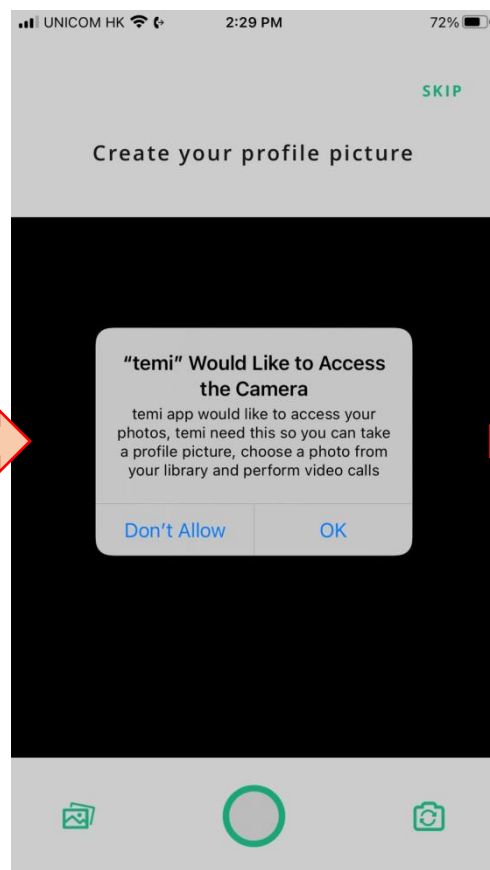 UNICOM HK 2:29 PM 72%
SKIP
Create your profile picture
“temi” Would Like to Access
the Camera
temi app would like to access your
photos, temi need this so you can take
a profile picture, choose a photo from
your library and perform video calls
Don’t Allow OK